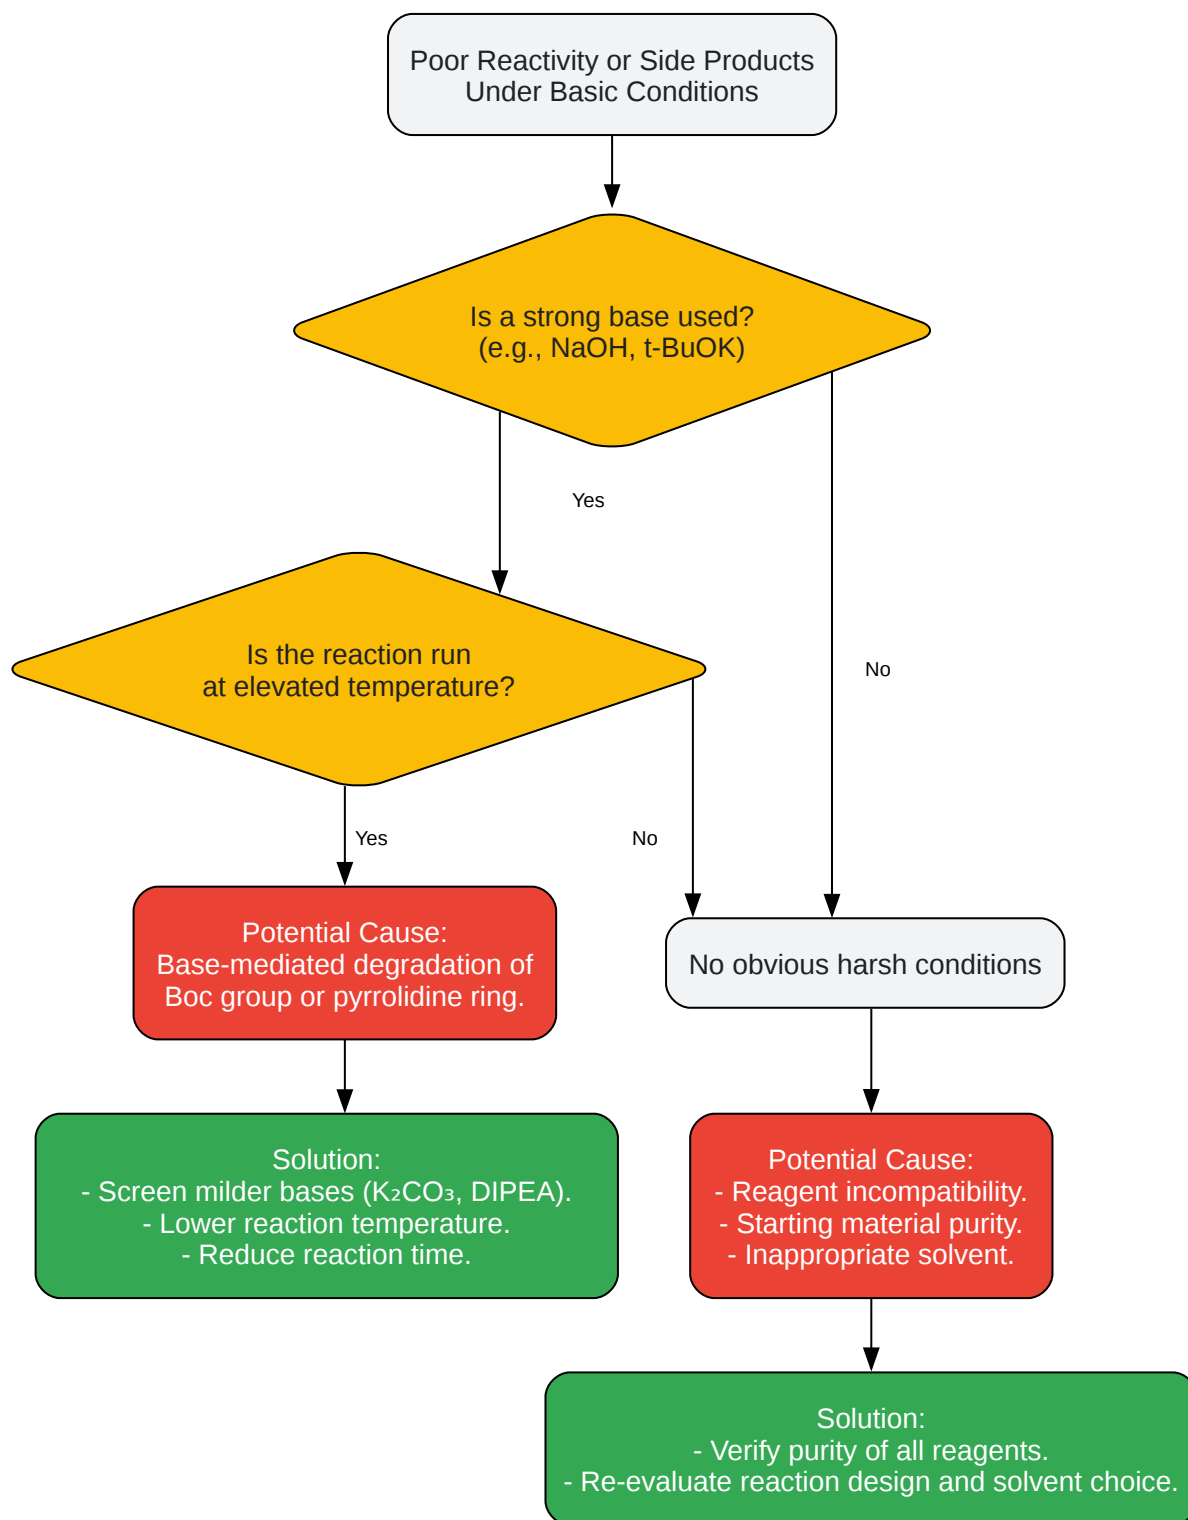 Poor Reactivity or Side Products
Under Basic Conditions
Is a strong base used?
(e.g., NaOH, t-BuOK)
Yes
Is the reaction run
at elevated temperature?
No
Yes
No
Potential Cause:
Base-mediated degradation of
Boc group or pyrrolidine ring.
No obvious harsh conditions
Solution:
- Screen milder bases (K₂CO₃, DIPEA).
- Lower reaction temperature.
- Reduce reaction time.
Potential Cause:
- Reagent incompatibility.
- Starting material purity.
- Inappropriate solvent.
Solution:
- Verify purity of all reagents.
- Re-evaluate reaction design and solvent choice.